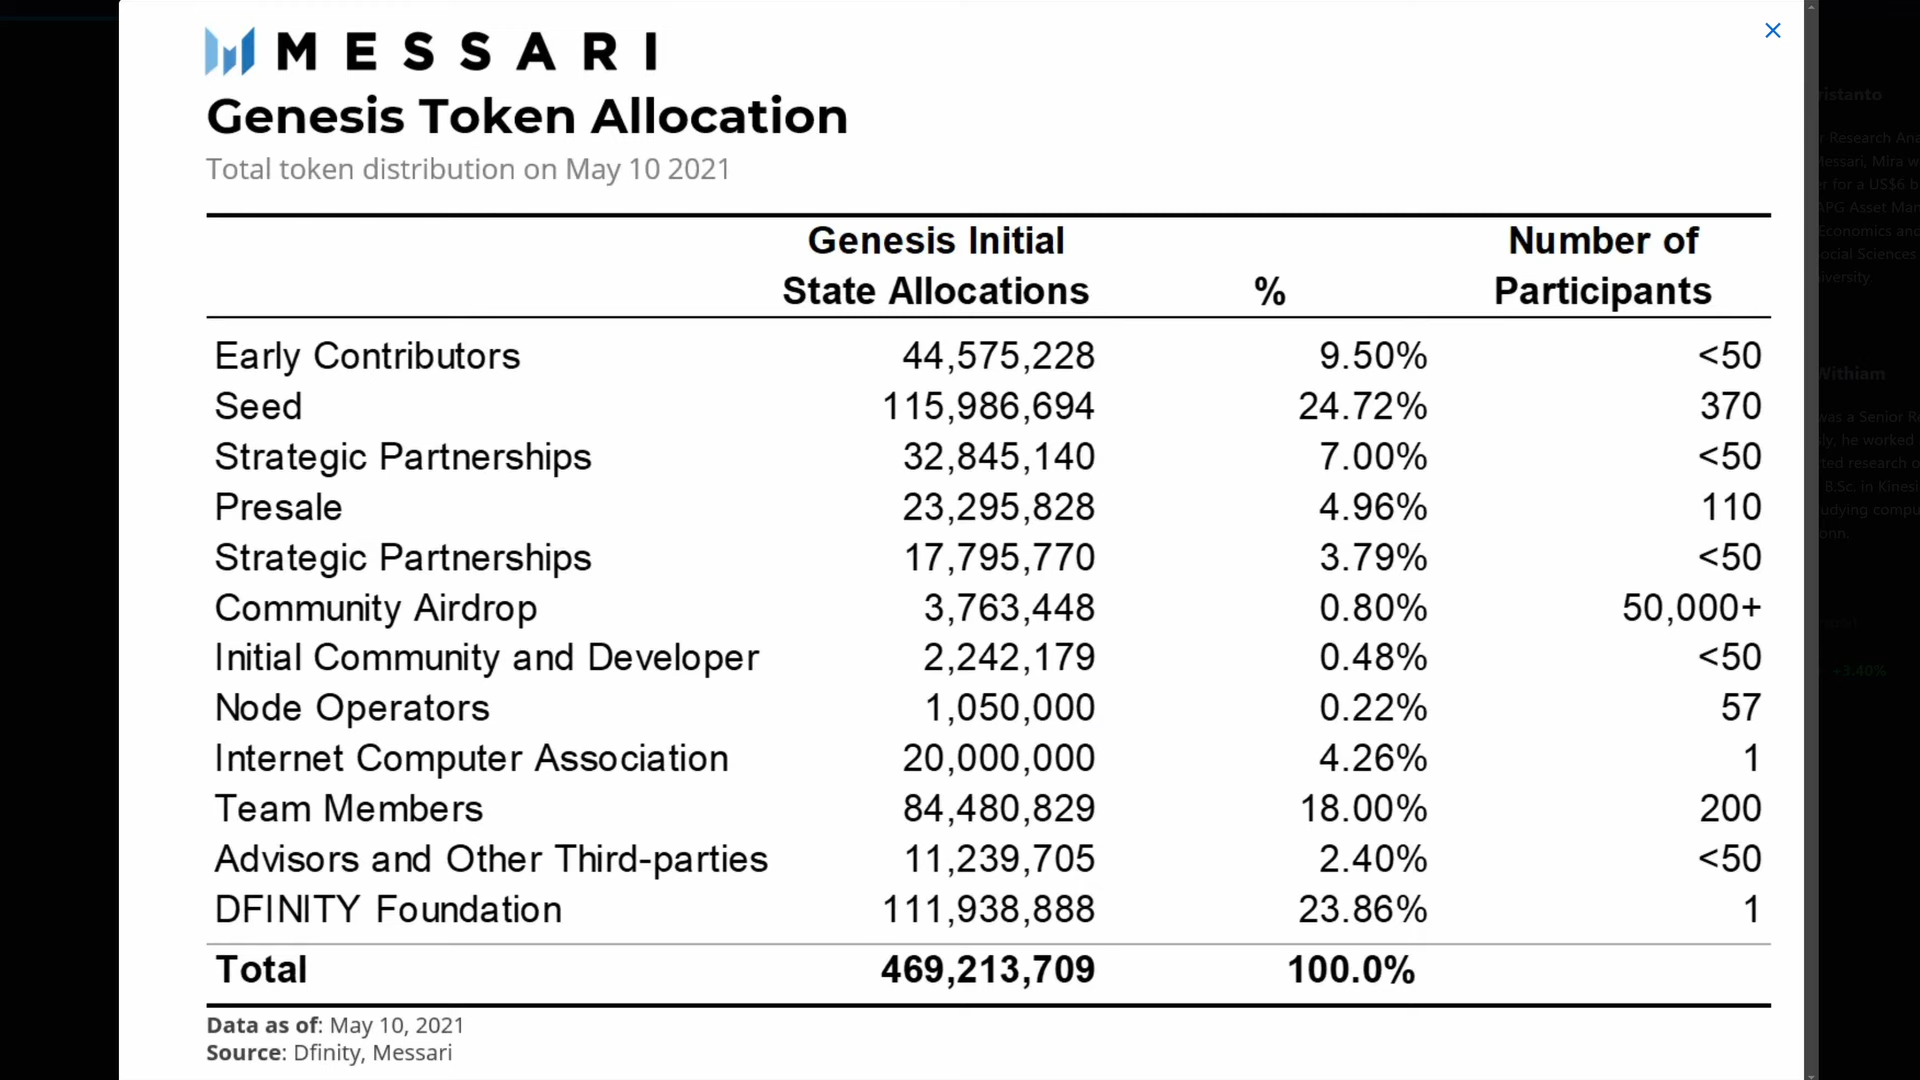 MESSARI
Genesis Token Allocation
Total token distribution on May 10 2021
Genesis Initial State Allocations % Number of Participants
Early Contributors 44,575,228 9.50% <50
Seed 115,986,694 24.72% 370
Strategic Partnerships 32,845,140 7.00% <50
Presale 23,295,828 4.96% 110
Strategic Partnerships 17,795,770 3.79% <50
Community Airdrop 3,763,448 0.80% 50,000+
Initial Community and Developer 2,242,179 0.48% <50
Node Operators 1,050,000 0.22% 57
Internet Computer Association 20,000,000 4.26% 1
Team Members 84,480,829 18.00% 200
Advisors and Other Third-parties 11,239,705 2.40% <50
DFINITY Foundation 111,938,888 23.86% 1
Total 469,213,709 100.0%
Data as of: May 10, 2021
Source: Dfinity, Messari
+3.40%